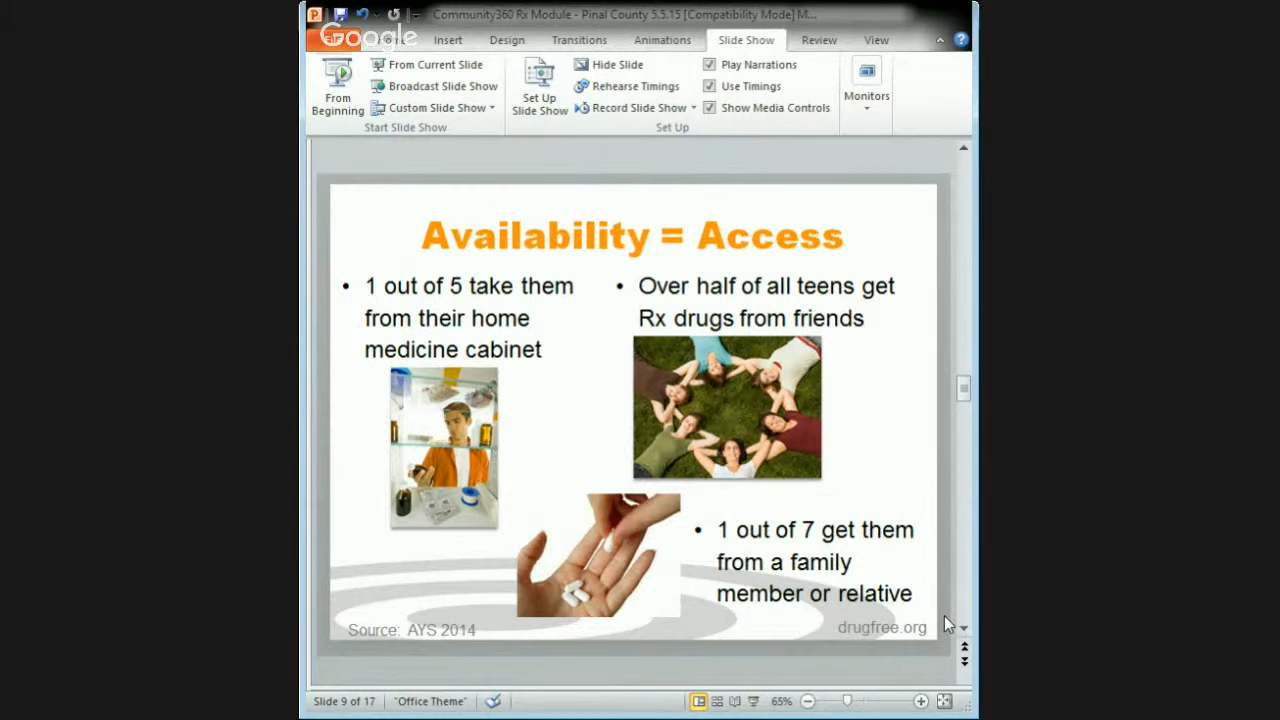 Community360 Rx Module - Pinal County 5.5.15 [Compatibility Mode] M...
Google
Insert
Design
Transitions
Animations
Slide Show
Review
View
From Beginning
From Current Slide
Broadcast Slide Show
Custom Slide Show
Start Slide Show
Set Up Slide Show
Hide Slide
Rehearse Timings
Record Slide Show
Play Narrations
Use Timings
Show Media Controls
Set Up
Monitors
Availability = Access
• 1 out of 5 take them
from their home
medicine cabinet
• Over half of all teens get
Rx drugs from friends
• 1 out of 7 get them
from a family
member or relative
Source: AYS 2014
drugfree.org
Slide 9 of 17
"Office Theme"
65%